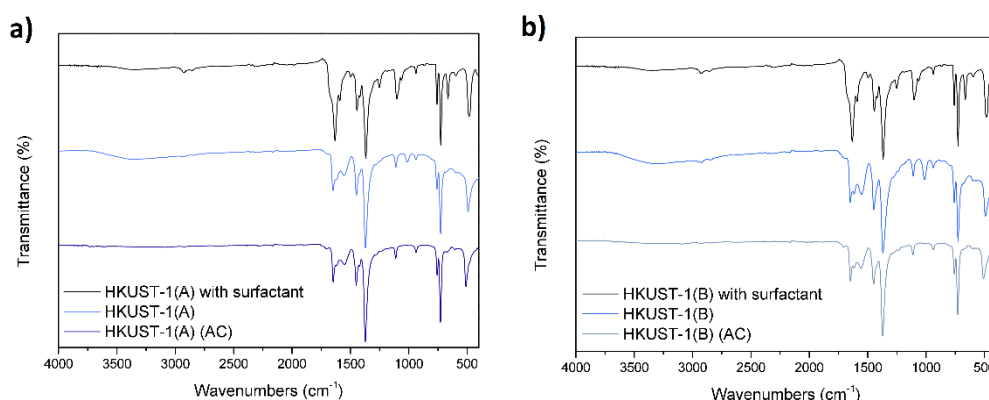 a)
Transmittance (%)
HKUST-1(A) with surfactant
HKUST-1(A)
HKUST-1(A) (AC)
4000 3500 3000 2500 2000 1500 1000 500
Wavenumbers (cm⁻¹)
b)
Transmittance (%)
HKUST-1(B) with surfactant
HKUST-1(B)
HKUST-1(B) (AC)
4000 3500 3000 2500 2000 1500 1000 500
Wavenumbers (cm⁻¹)